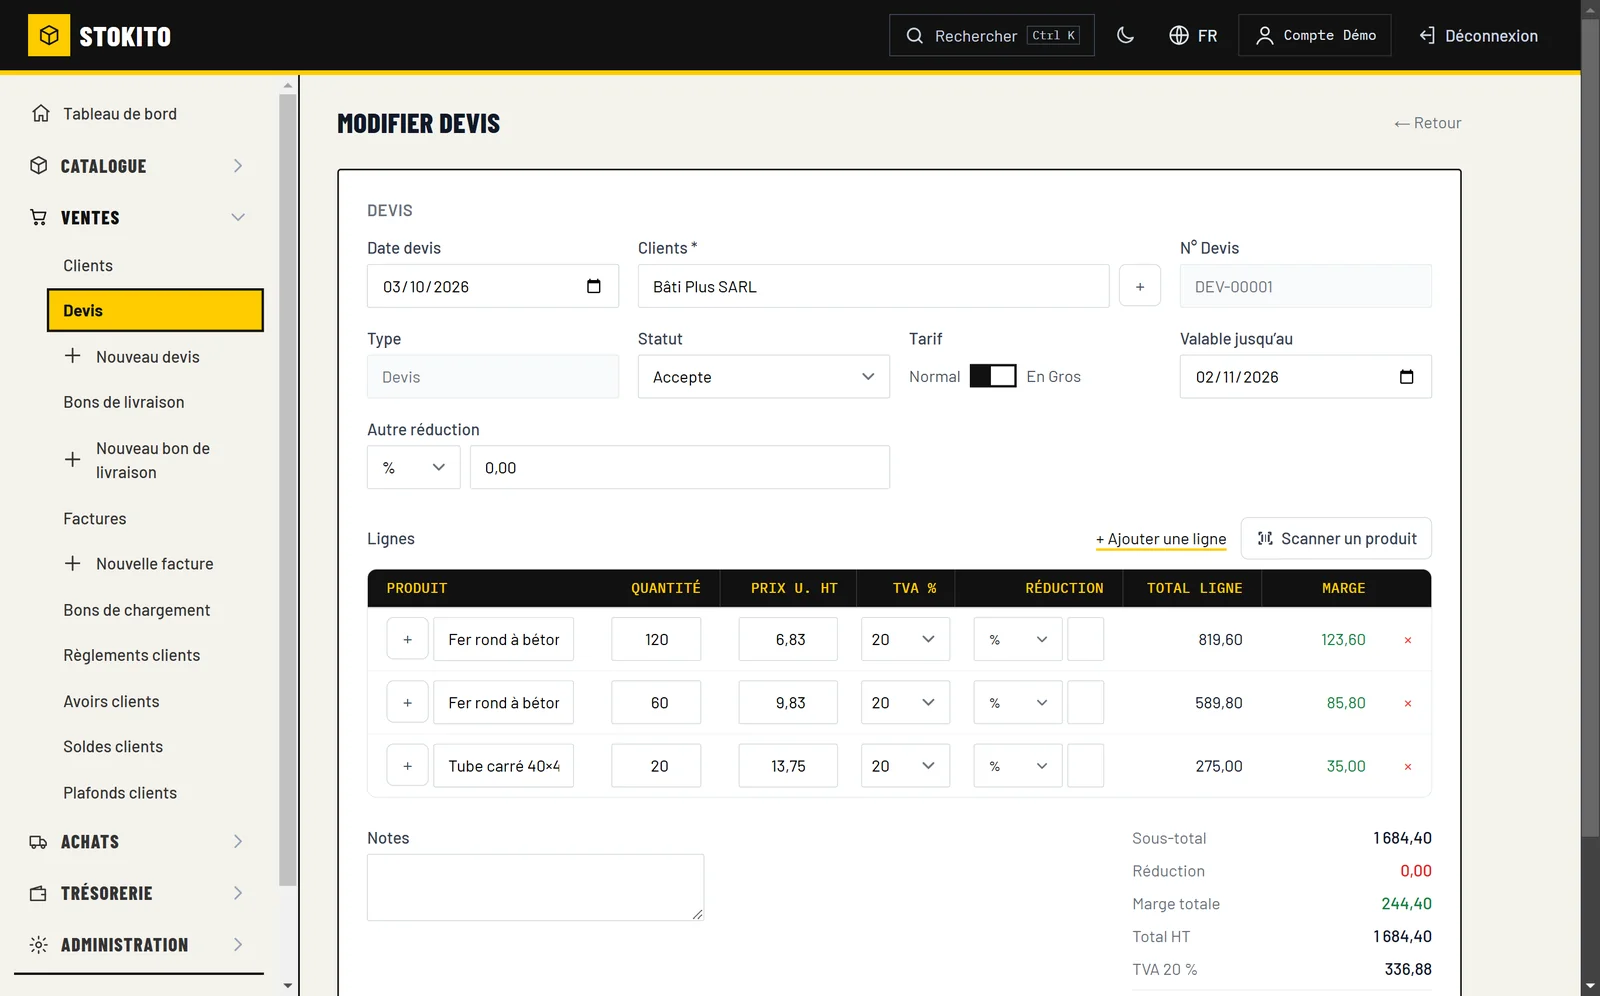 STOKITO
Rechercher Ctrl K
FR
Compte Démo
Déconnexion
Tableau de bord
CATALOGUE
VENTES
Clients
Devis
+ Nouveau devis
Bons de livraison
+ Nouveau bon de
livraison
Factures
+ Nouvelle facture
Bons de chargement
Règlements clients
Avoirs clients
Soldes clients
Plafonds clients
ACHATS
TRÉSORERIE
ADMINISTRATION
MODIFIER DEVIS
← Retour
DEVIS
Date devis Clients * N° Devis
03/10/2026 Bâti Plus SARL + DEV-00001
Type Statut Tarif Valable jusqu’au
Devis Accepte Normal En Gros 02/11/2026
Autre réduction
% 0,00
Lignes + Ajouter une ligne Scanner un produit
PRODUIT QUANTITÉ PRIX U. HT TVA % RÉDUCTION TOTAL LIGNE MARGE
+ Fer rond à béton 120 6,83 20 % 819,60 123,60 ×
+ Fer rond à béton 60 9,83 20 % 589,80 85,80 ×
+ Tube carré 40×4 20 13,75 20 % 275,00 35,00 ×
Notes
Sous-total 1 684,40
Réduction 0,00
Marge totale 244,40
Total HT 1 684,40
TVA 20 % 336,88